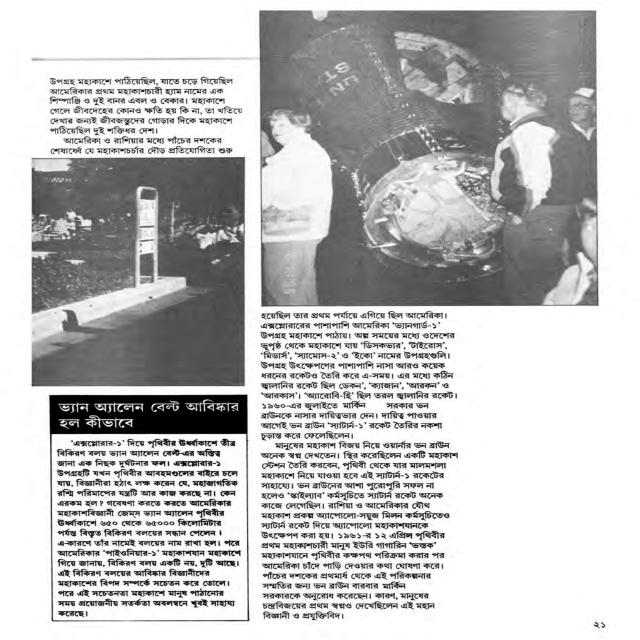 উপগ্রহ মহাকাশে পাঠিয়েছিল, যাতে চড়ে গিয়েছিল
আমেরিকার প্রথম মহাকাশচারী হ্যাম নামের এক
শিম্পাঞ্জি ও দুই বানর এবল ও বেকার। মহাকাশে
গেলে জীবদেহের কোনও ক্ষতি হয় কি না, তা খতিয়ে
দেখার জন্যই জীবজন্তুদের গোড়ার দিকে মহাকাশে
পাঠিয়েছিল দুই শক্তিধর দেশ।
আমেরিকা ও রাশিয়ার মধ্যে পাঁচের দশকের
শেষার্ধে যে মহাকাশচর্চার দৌড় প্রতিযোগিতা শুরু
ভ্যান অ্যালেন বেল্ট আবিষ্কার
হল কীভাবে
'এক্সপ্লোরার-১' দিয়ে পৃথিবীর ঊর্ধ্বাকাশে তীব্র
বিকিরণ বলয় ভ্যান অ্যালেন বেল্ট-এর অস্তিত্ব
জানা এক নিছক দুর্ঘটনার ফল। এক্সপ্লোরার-১
উপগ্রহটি যখন পৃথিবীর আবহমণ্ডলের বাইরে চলে
যায়, বিজ্ঞানীরা হঠাৎ লক্ষ করেন যে, মহাজাগতিক
রশ্মি পরিমাপের যন্ত্রটি আর কাজ করছে না। কেন
এরকম হল? গবেষণা করতে করতে আমেরিকার
মহাকাশবিজ্ঞানী জেম্‌স ভ্যান অ্যালেন পৃথিবীর
ঊর্ধ্বাকাশে ৬৫০ থেকে ৬৫০০০ কিলোমিটার
পর্যন্ত বিস্তৃত বিকিরণ বলয়ের সন্ধান পেলেন।
এ-কারণে তাঁর নামেই বলয়ের নাম রাখা হল। পরে
আমেরিকার 'পাইওনিয়ার-১' মহাকাশযান মহাকাশে
গিয়ে জানায়, বিকিরণ বলয় একটি নয়, দুটি আছে।
এই বিকিরণ বলয়ের আবিষ্কার বিজ্ঞানীদের
মহাকাশের বিপদ সম্পর্কে সচেতন করে তোলে।
পরে এই সচেতনতা মহাকাশে মানুষ পাঠানোর
সময় প্রয়োজনীয় সতর্কতা অবলম্বনে খুবই সাহায্য
করেছে।
হয়েছিল তার প্রথম পর্যায়ে এগিয়ে ছিল আমেরিকা।
এক্সপ্লোরারের পাশাপাশি আমেরিকা 'ভ্যানগার্ড-১'
উপগ্রহ মহাকাশে পাঠায়। অল্প সময়ের মধ্যে ওদেশের
ভূপৃষ্ঠ থেকে মহাকাশে যায় 'ডিসকভার', 'টাইরোস',
'মিডার্স', 'স্যামোস-২' ও 'ইকো' নামের উপগ্রহগুলি।
উপগ্রহ উৎক্ষেপণের পাশাপাশি নাসা আরও কয়েক
ধরনের রকেটও তৈরি করে এ-সময়। এর মধ্যে কঠিন
জ্বালানির রকেট ছিল ডেকন', 'ক্যাজান', 'আরকন' ও
'আরকাস'। 'অ্যারোবি-হি' ছিল তরল জ্বালানির রকেট।
১৯৬০-এর জুলাইতে মার্কিন সরকার ভন
ব্রাউনকে নাসার দায়িত্বভার দেন। দায়িত্ব পাওয়ার
আগেই ভন ব্রাউন 'স্যাটার্ন-১' রকেট তৈরির নকশা
চূড়ান্ত করে ফেলেছিলেন।
মানুষের মহাকাশ বিজয় নিয়ে ওয়ার্নার ভন ব্রাউন
অনেক স্বপ্ন দেখতেন। স্থির করেছিলেন একটি মহাকাশ
স্টেশন তৈরি করবেন, পৃথিবী থেকে যার মালমশলা
মহাকাশে নিয়ে যাওয়া হবে এই স্যাটার্ন-১ রকেটের
সাহায্যে। ভন ব্রাউনের আশা পুরোপুরি সফল না
হলেও 'স্কাইল্যাব' কর্মসূচিতে স্যাটার্ন রকেট অনেক
কাজে লেগেছিল। রাশিয়া ও আমেরিকার যৌথ
মহাকাশ প্রকল্প অ্যাপোলো-সয়ুজ মিলন কর্মসূচিতেও
স্যাটার্ন রকেট দিয়ে অ্যাপোলো মহাকাশযানকে
উৎক্ষেপণ করা হয়। ১৯৬১-র ১২ এপ্রিল পৃথিবীর
প্রথম মহাকাশচারী মানুষ ইউরি গাগারিন 'ভস্তক'
মহাকাশযানে পৃথিবীর কক্ষপথ পরিক্রমা করার পর
আমেরিকা চাঁদে পাড়ি দেওয়ার কথা ঘোষণা করে।
পাঁচের দশকের প্রথমার্ধ থেকে এই পরিকল্পনার
সম্মতির জন্য ভন ব্রাউন বারবার মার্কিন
সরকারকে অনুরোধ করেছেন। কারণ, মানুষের
চন্দ্রবিজয়ের প্রথম স্বপ্নও দেখেছিলেন এই মহান
বিজ্ঞানী ও প্রযুক্তিবিদ।
২১